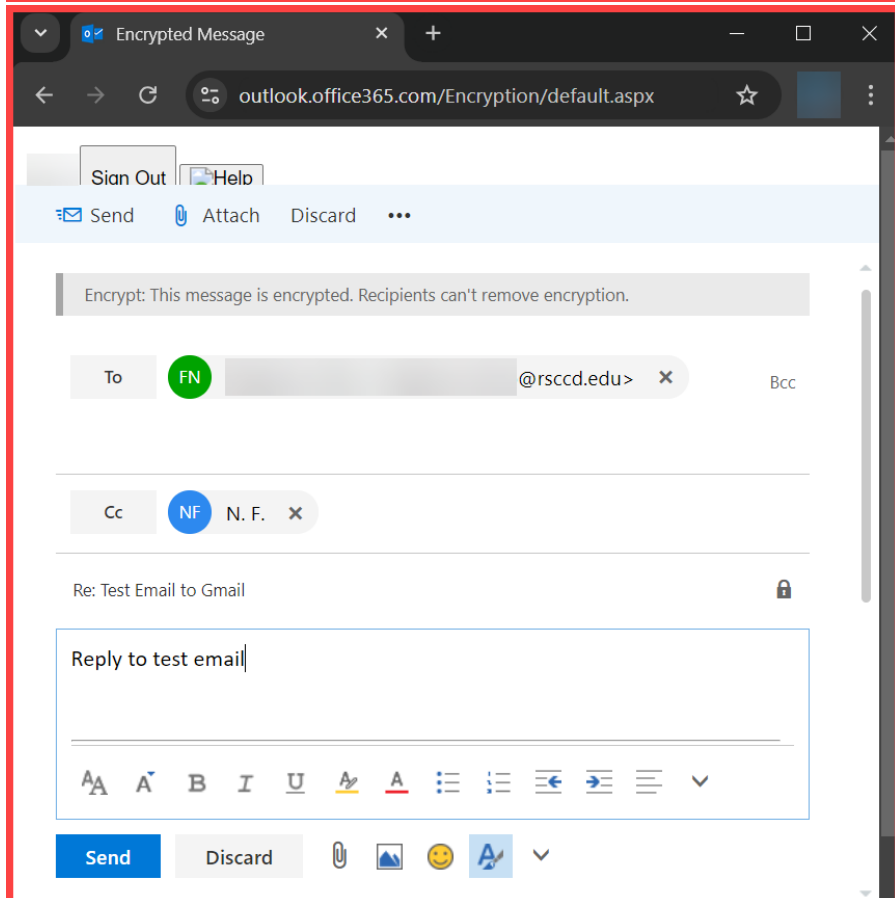 Encrypted Message
outlook.office365.com/Encryption/default.aspx
Sign Out Help
Send Attach Discard •••
Encrypt: This message is encrypted. Recipients can't remove encryption.
To FN @rsccd.edu> Bcc
Cc NF N. F.
Re: Test Email to Gmail
Reply to test email
AA A B I U A A
Send Discard A